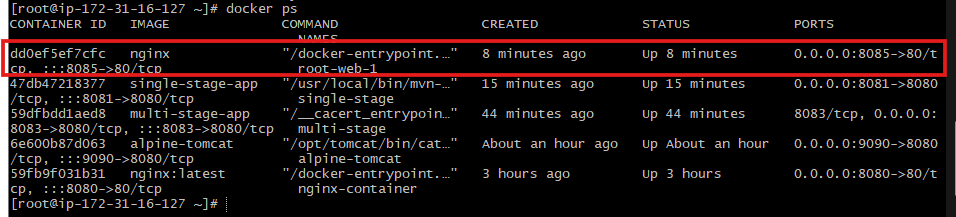 [root@ip-172-31-16-127 ~]# docker ps
CONTAINER ID   IMAGE              COMMAND                  CREATED             STATUS             PORTS
                                    NAMES
dd0ef5ef7cfc   nginx              "/docker-entrypoint.…"   8 minutes ago       Up 8 minutes       0.0.0.0:8085->80/t
cp, :::8085->80/tcp                 root-web-1
47db47218377   single-stage-app   "/usr/local/bin/mvn-…"   15 minutes ago      Up 15 minutes      0.0.0.0:8081->8080
/tcp, :::8081->8080/tcp             single-stage
59dfbdd1aed8   multi-stage-app    "/__cacert_entrypoin…"   44 minutes ago      Up 44 minutes      8083/tcp, 0.0.0.0:
8083->8080/tcp, :::8083->8080/tcp   multi-stage
6e600b87d063   alpine-tomcat      "/opt/tomcat/bin/cat…"   About an hour ago   Up About an hour   0.0.0.0:9090->8080
/tcp, :::9090->8080/tcp             alpine-tomcat
59fb9f031b31   nginx:latest       "/docker-entrypoint.…"   3 hours ago         Up 3 hours         0.0.0.0:8080->80/t
cp, :::8080->80/tcp                 nginx-container
[root@ip-172-31-16-127 ~]#